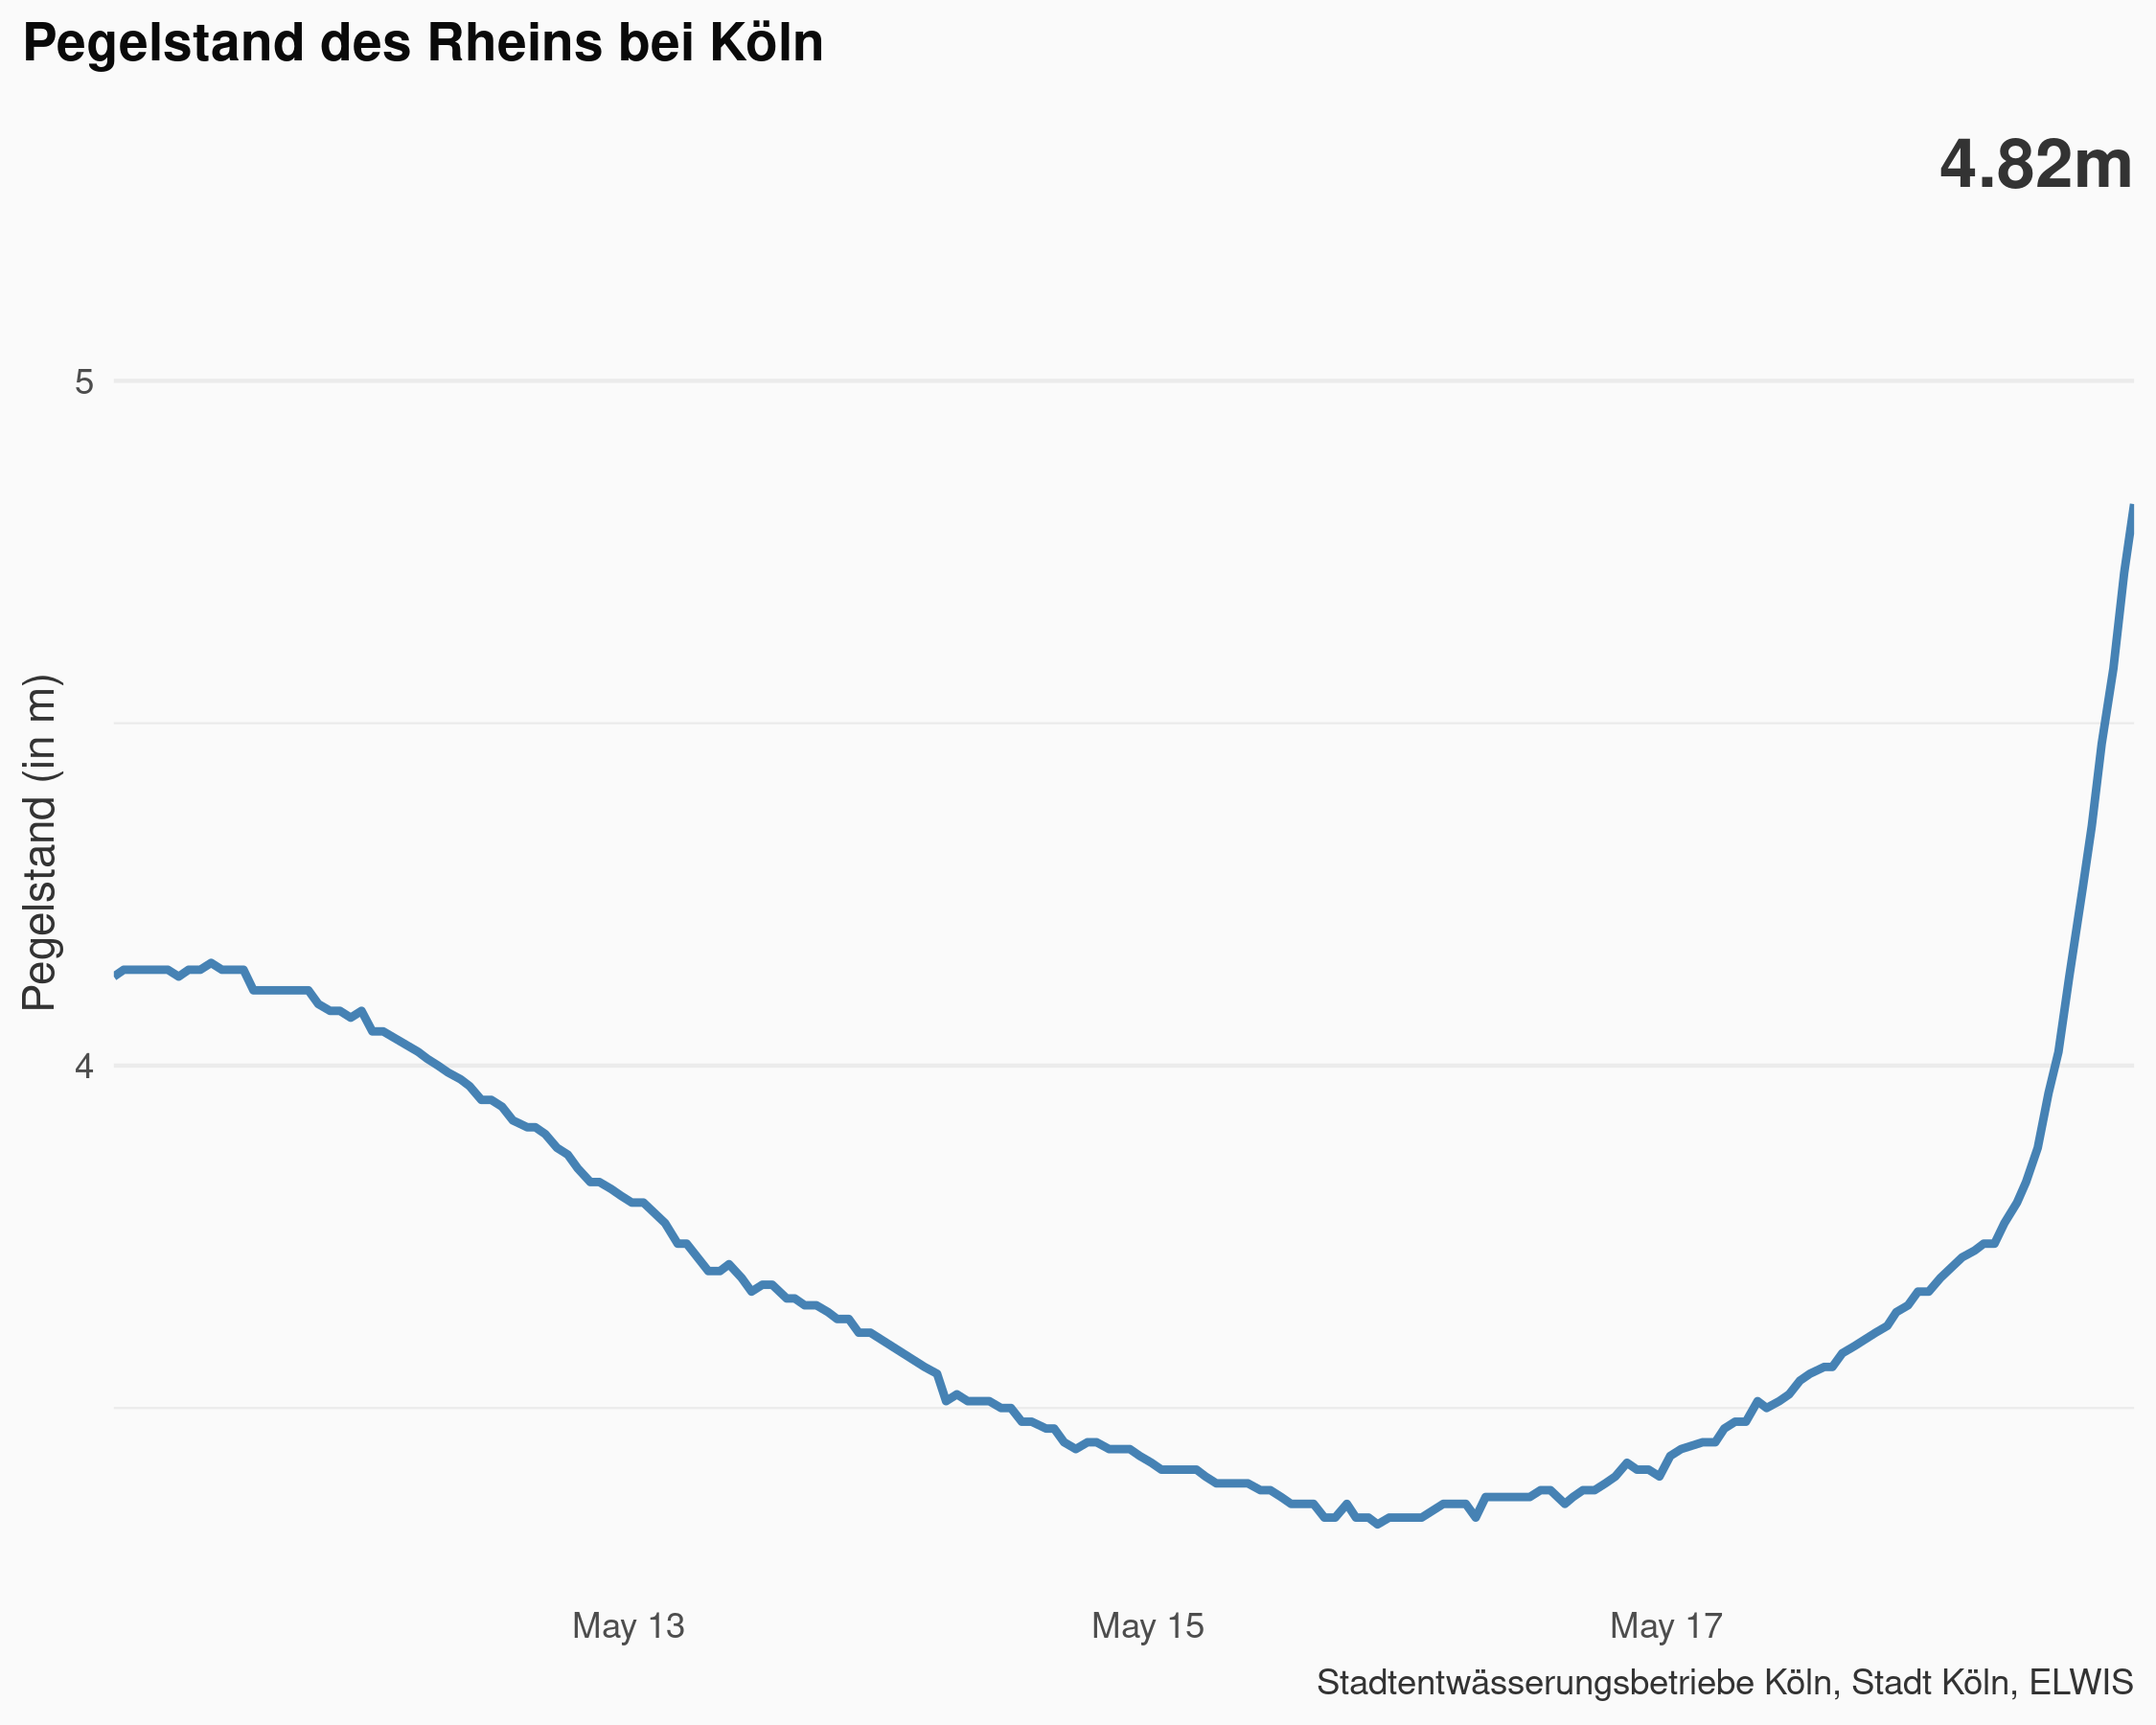 Pegelstand des Rheins bei Köln
4.82m
Pegelstand (in m)
5
4
May 13
May 15
May 17
Stadtentwässerungsbetriebe Köln, Stadt Köln, ELWIS